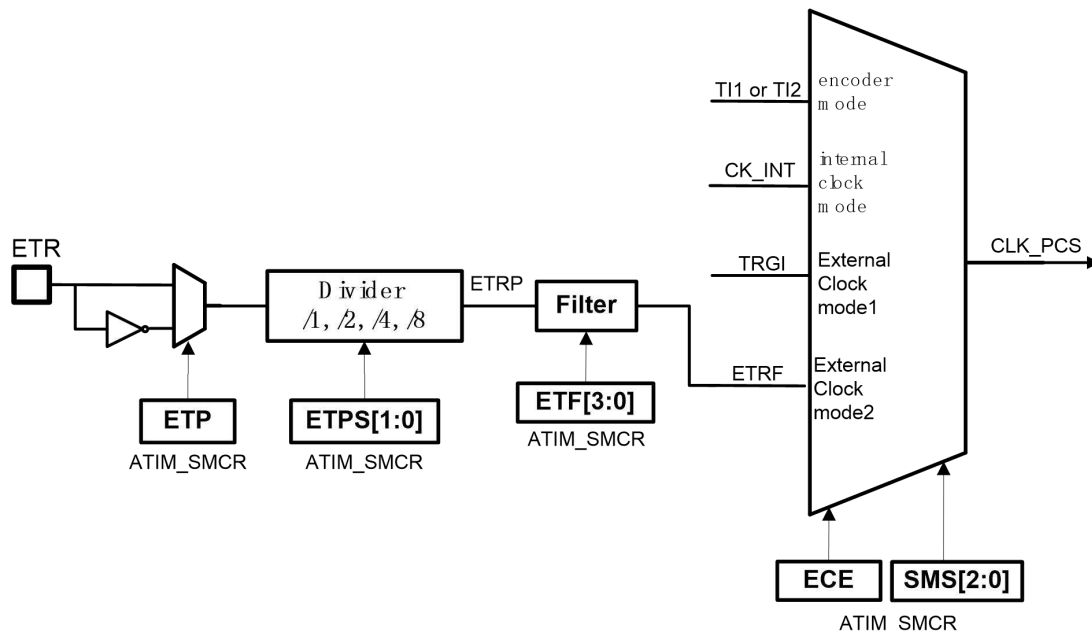 TI1 or TI2
encoder
mode
CK_INT
internal
clock
mode
ETR
CLK_PCS
TRGI
External
Clock
mode1
Divider
/1, /2, /4, /8
ETRP
Filter
ETRF
External
Clock
mode2
ETP
ETPS[1:0]
ETF[3:0]
ATIM_SMCR
ATIM_SMCR
ATIM_SMCR
ECE
SMS[2:0]
ATIM SMCR